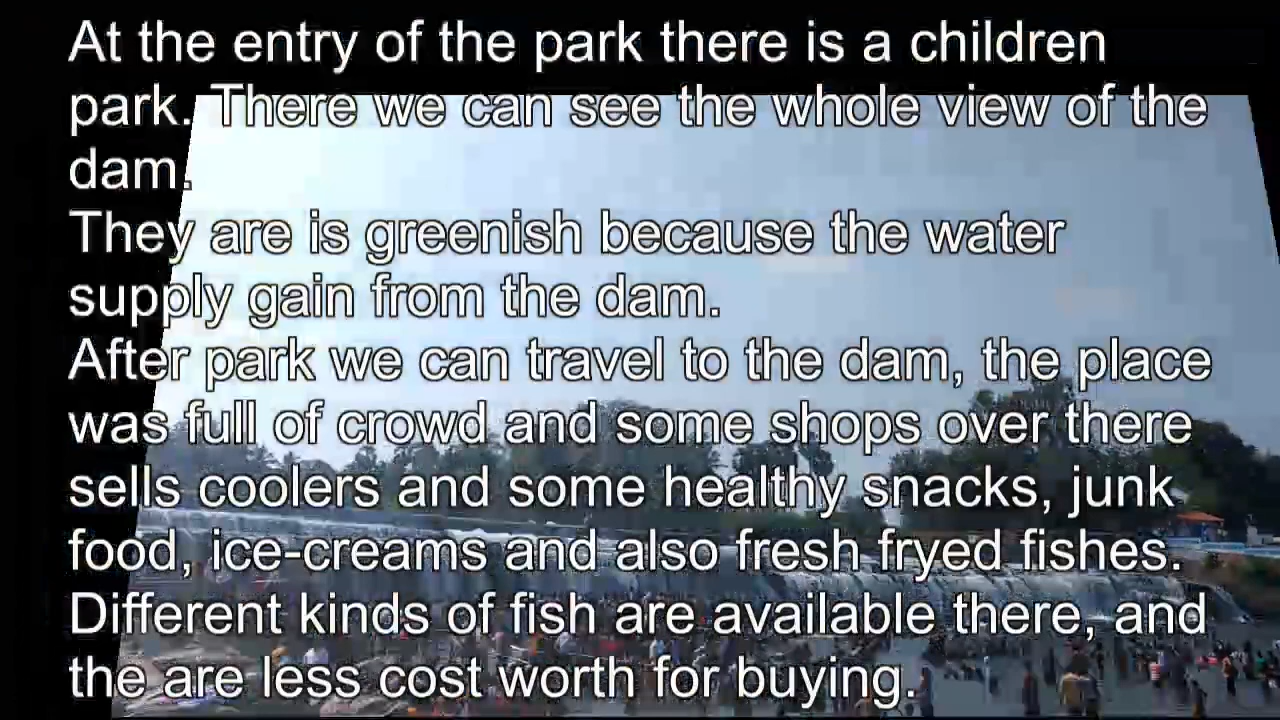 At the entry of the park there is a children
park. There we can see the whole view of the
dam.
They are is greenish because the water
supply gain from the dam.
After park we can travel to the dam, the place
was full of crowd and some shops over there
sells coolers and some healthy snacks, junk
food, ice-creams and also fresh fryed fishes.
Different kinds of fish are available there, and
the are less cost worth for buying.